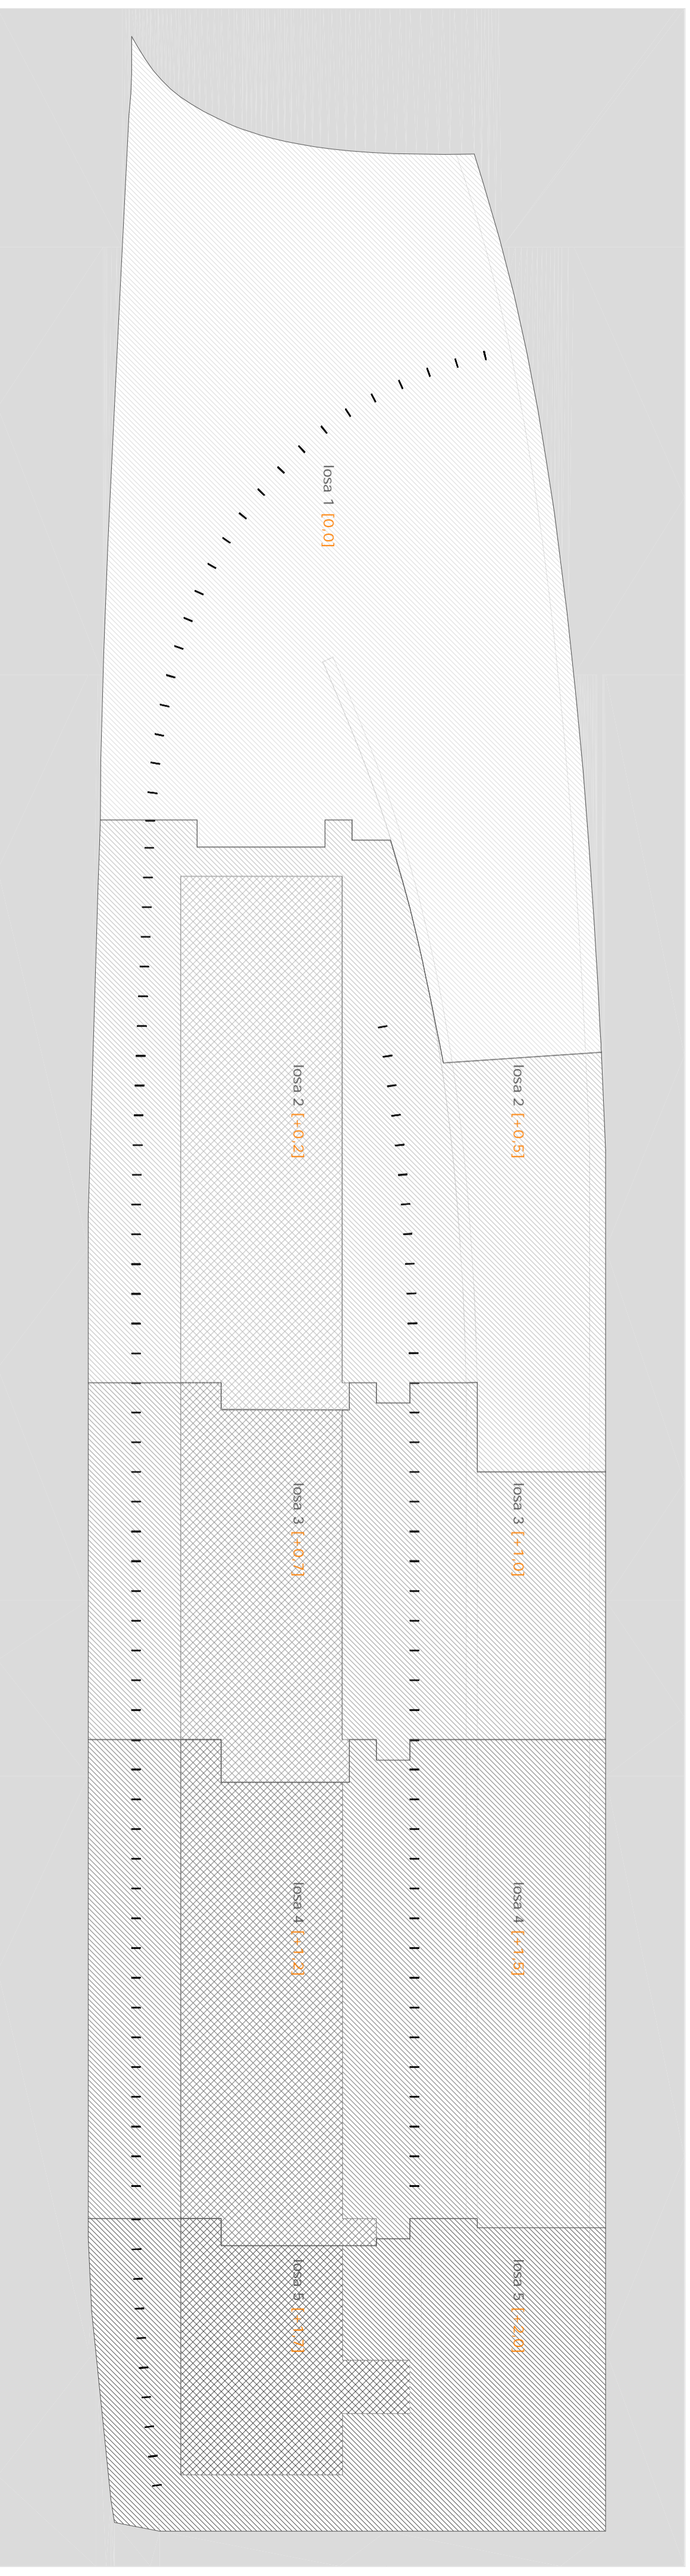 losa 1 [0,0]
losa 2 [+0,2]
losa 2 [+0,5]
losa 3 [+0,7]
losa 3 [+1,0]
losa 4 [+1,2]
losa 4 [+1,5]
losa 5 [+1,7]
losa 5 [+2,0]